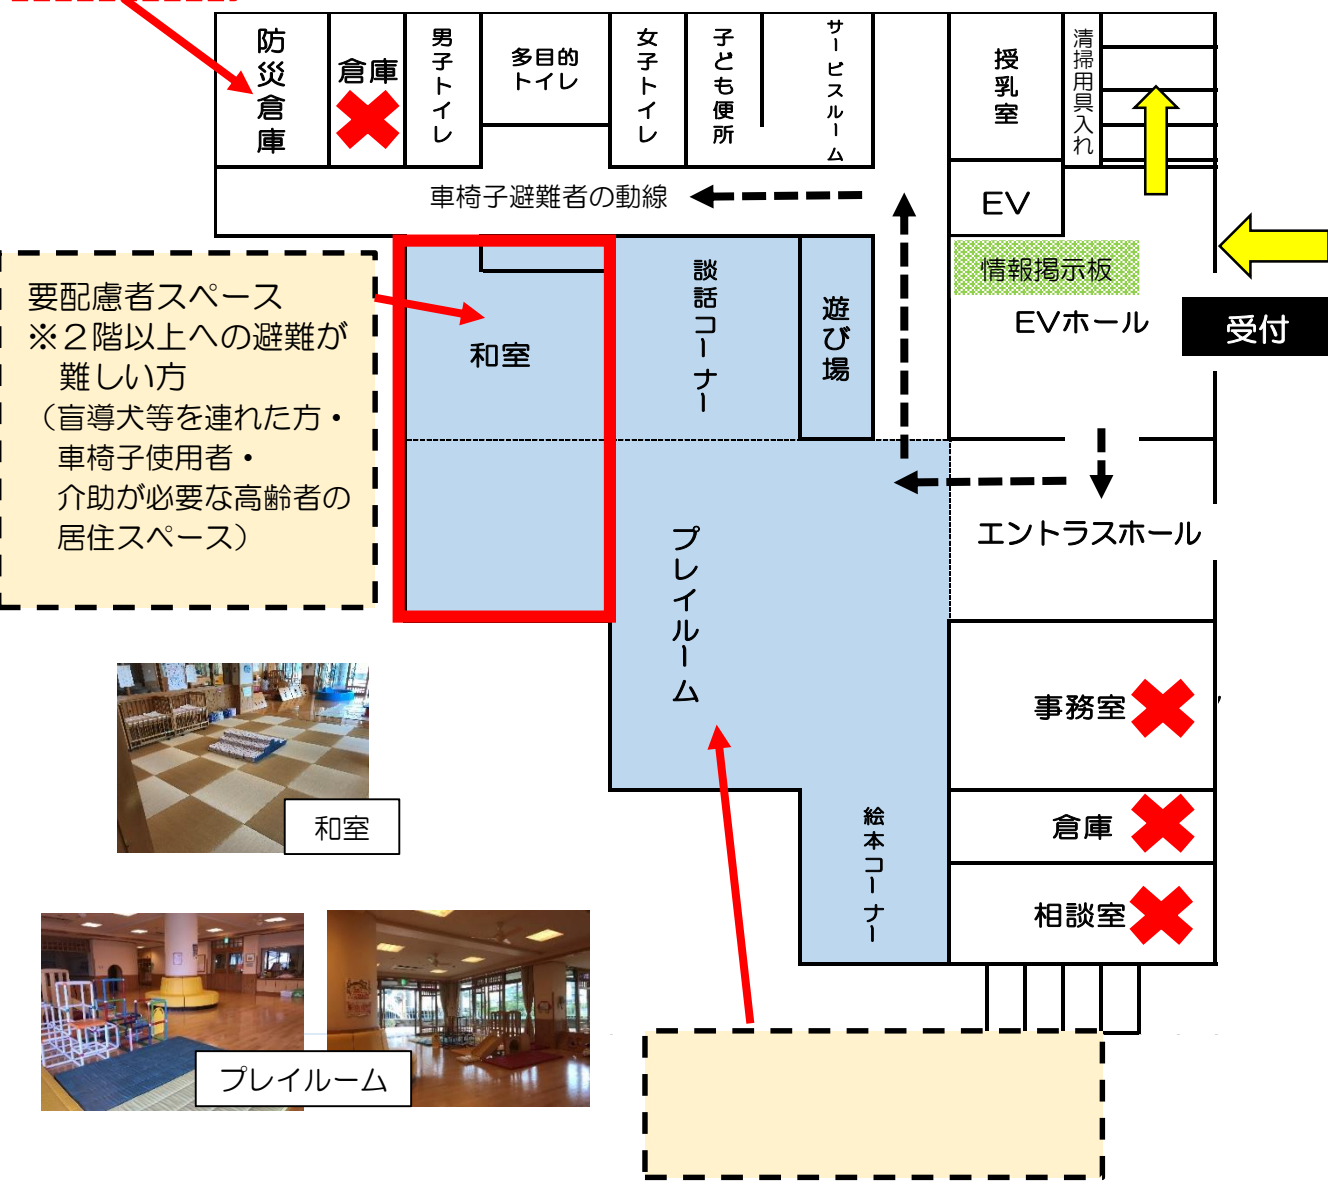 防災倉庫
倉庫
男子トイレ
多目的
トイレ
女子トイレ
子ども便所
サービスルーム
授乳室
清掃用具入れ
車椅子避難者の動線
EV
情報掲示板
EVホール
受付
要配慮者スペース
※２階以上への避難が
難しい方
（盲導犬等を連れた方・
車椅子使用者・
介助が必要な高齢者の
居住スペース）
和室
談話コーナー
遊び場
エントラスホール
プレイルーム
事務室
倉庫
相談室
絵本コーナー
和室
プレイルーム